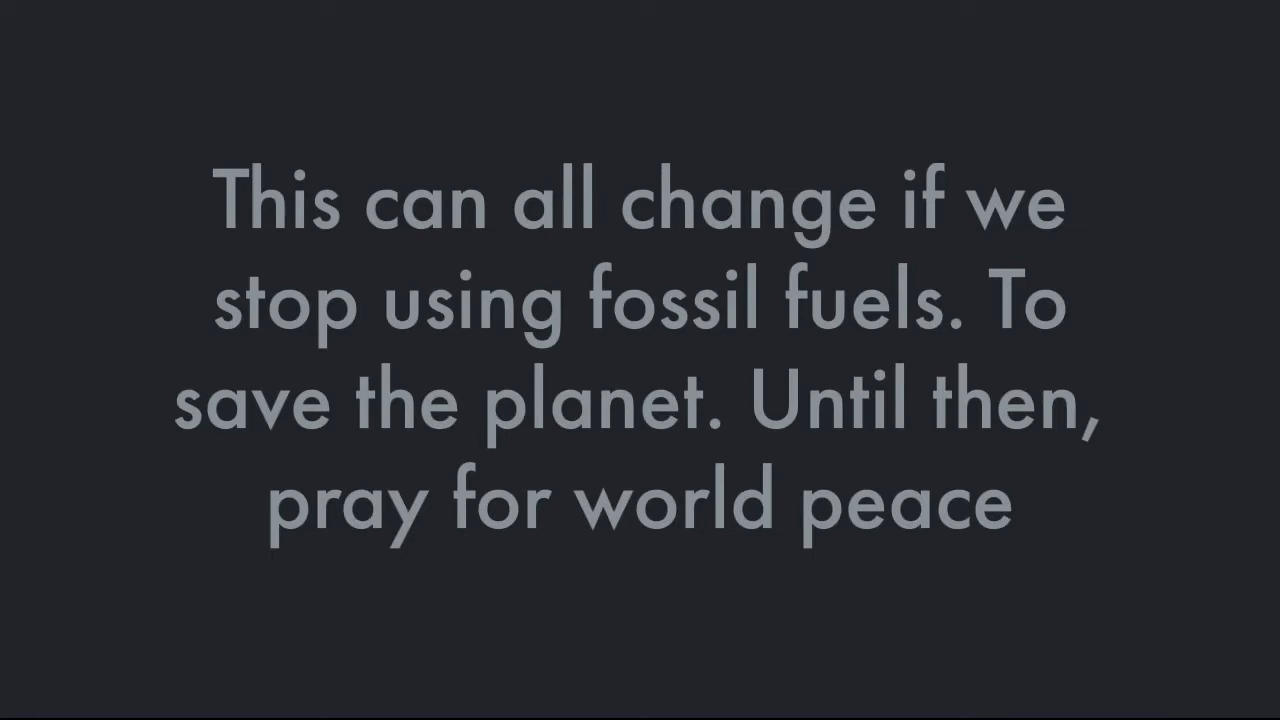 This can all change if we
stop using fossil fuels. To
save the planet. Until then,
pray for world peace